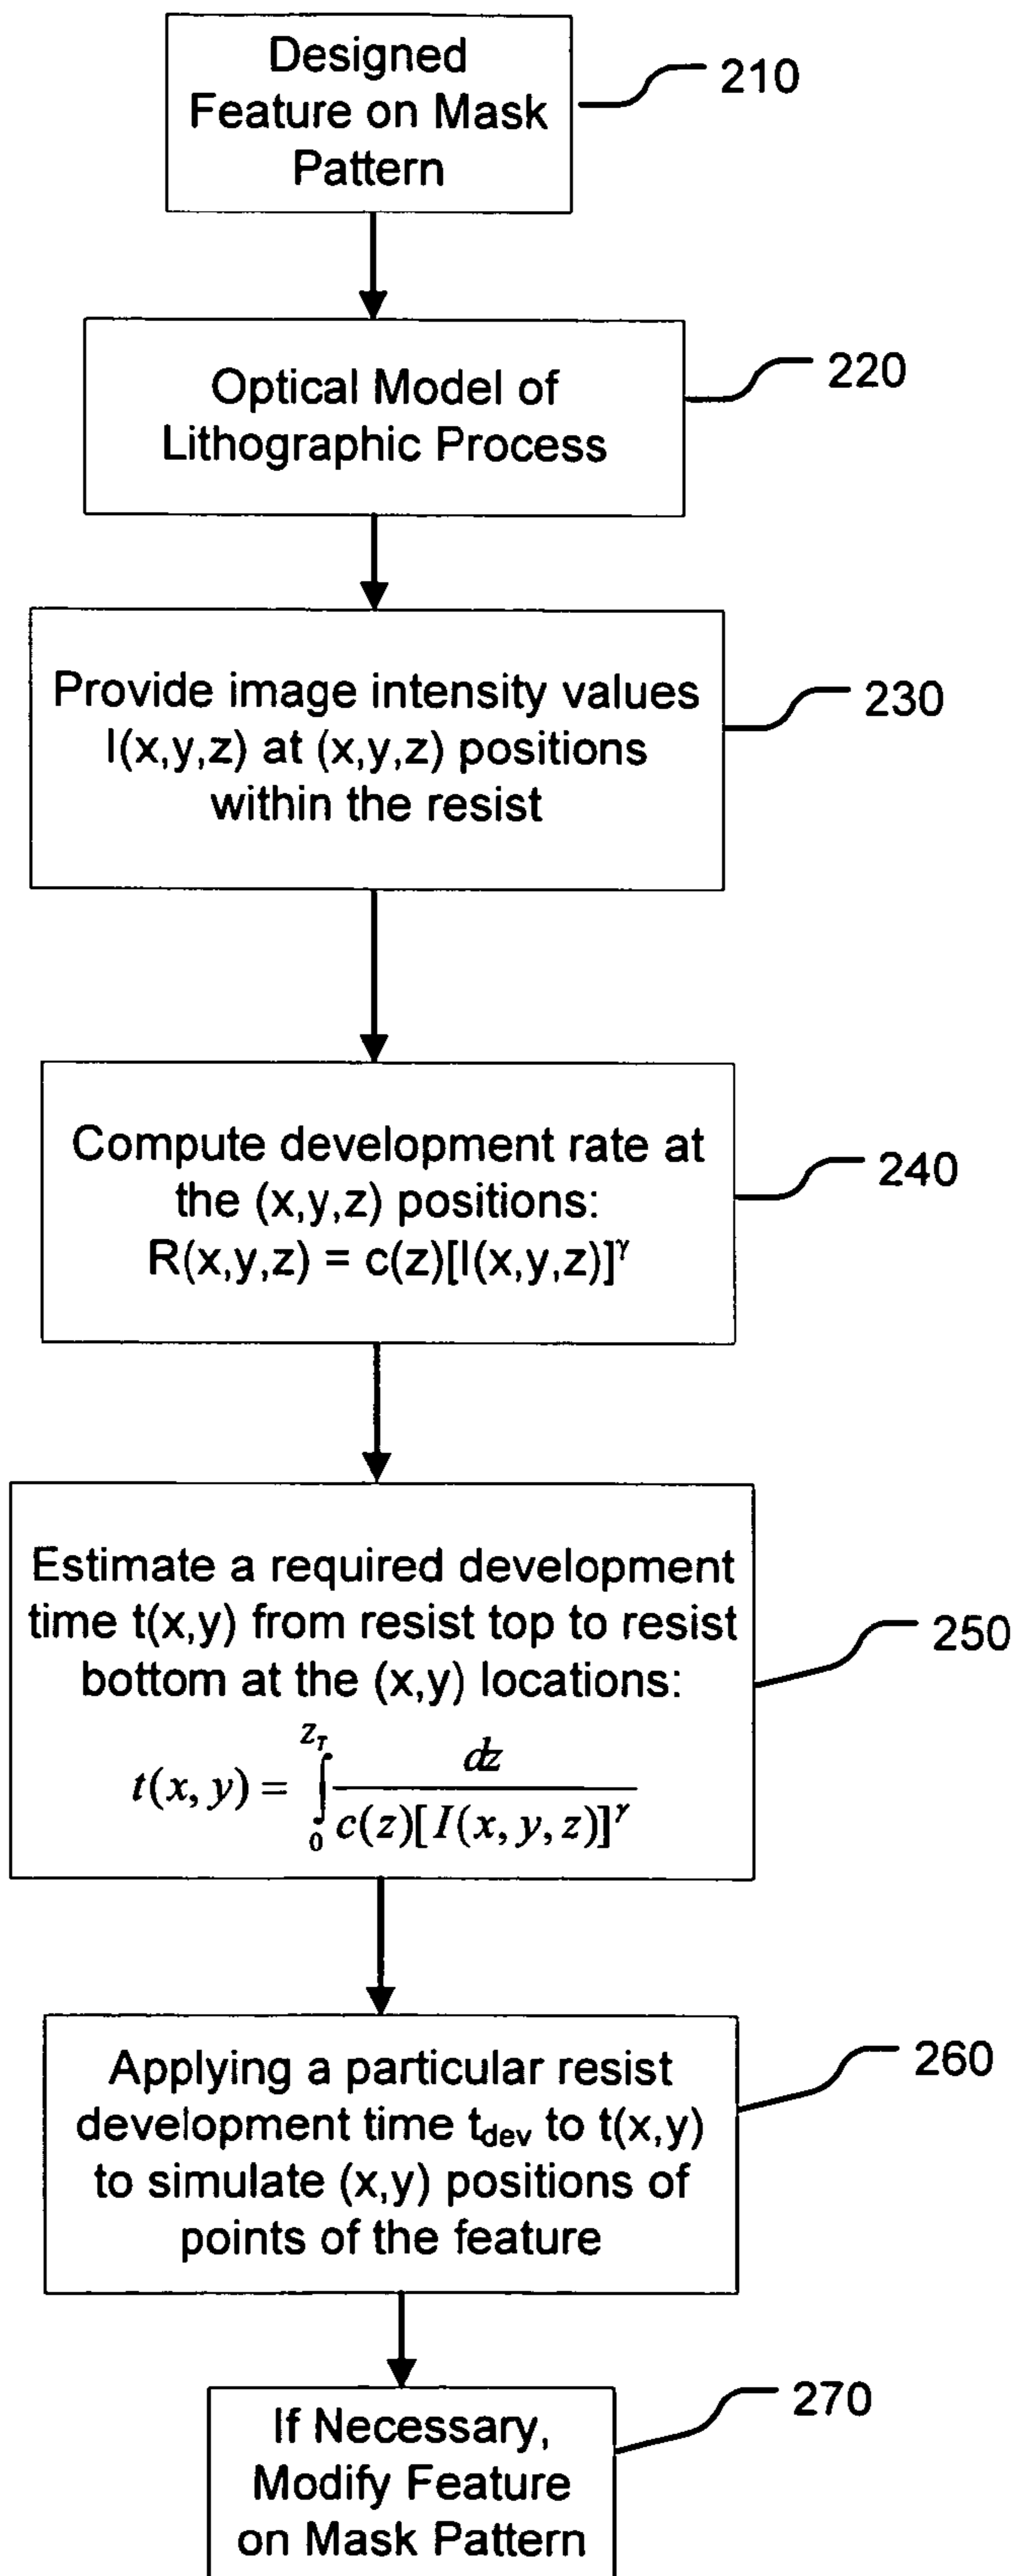 Designed
Feature on Mask
Pattern
210
Optical Model of
Lithographic Process
220
Provide image intensity values
I(x,y,z) at (x,y,z) positions
within the resist
230
Compute development rate at
the (x,y,z) positions:
R(x,y,z) = c(z)[I(x,y,z)]^γ
240
Estimate a required development
time t(x,y) from resist top to resist
bottom at the (x,y) locations:
t(x, y) = ∫_0^{z_T} dz / c(z)[I(x, y, z)]^γ
250
Applying a particular resist
development time t_dev to t(x,y)
to simulate (x,y) positions of
points of the feature
260
If Necessary,
Modify Feature
on Mask Pattern
270